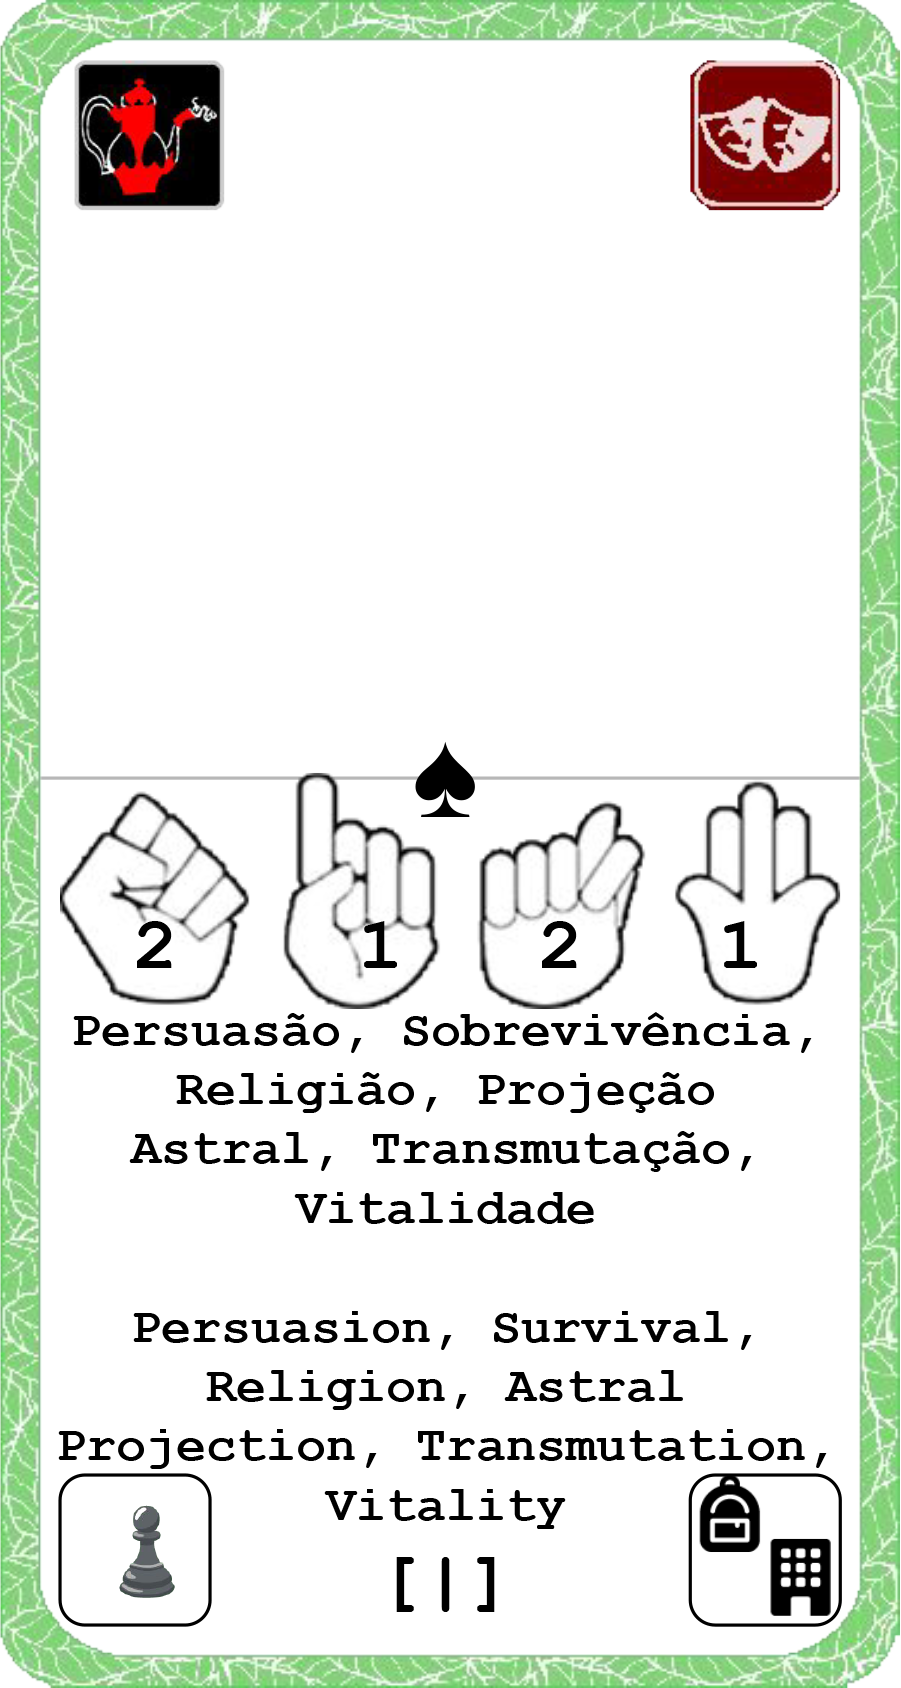 ♠
2 1 2 1
Persuasão, Sobrevivência,
Religião, Projeção
Astral, Transmutação,
Vitalidade
Persuasion, Survival,
Religion, Astral
Projection, Transmutation,
Vitality
[|]